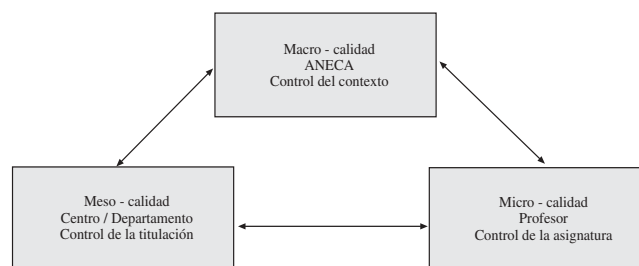 Macro - calidad
ANECA
Control del contexto
Meso - calidad
Centro / Departamento
Control de la titulación
Micro - calidad
Profesor
Control de la asignatura